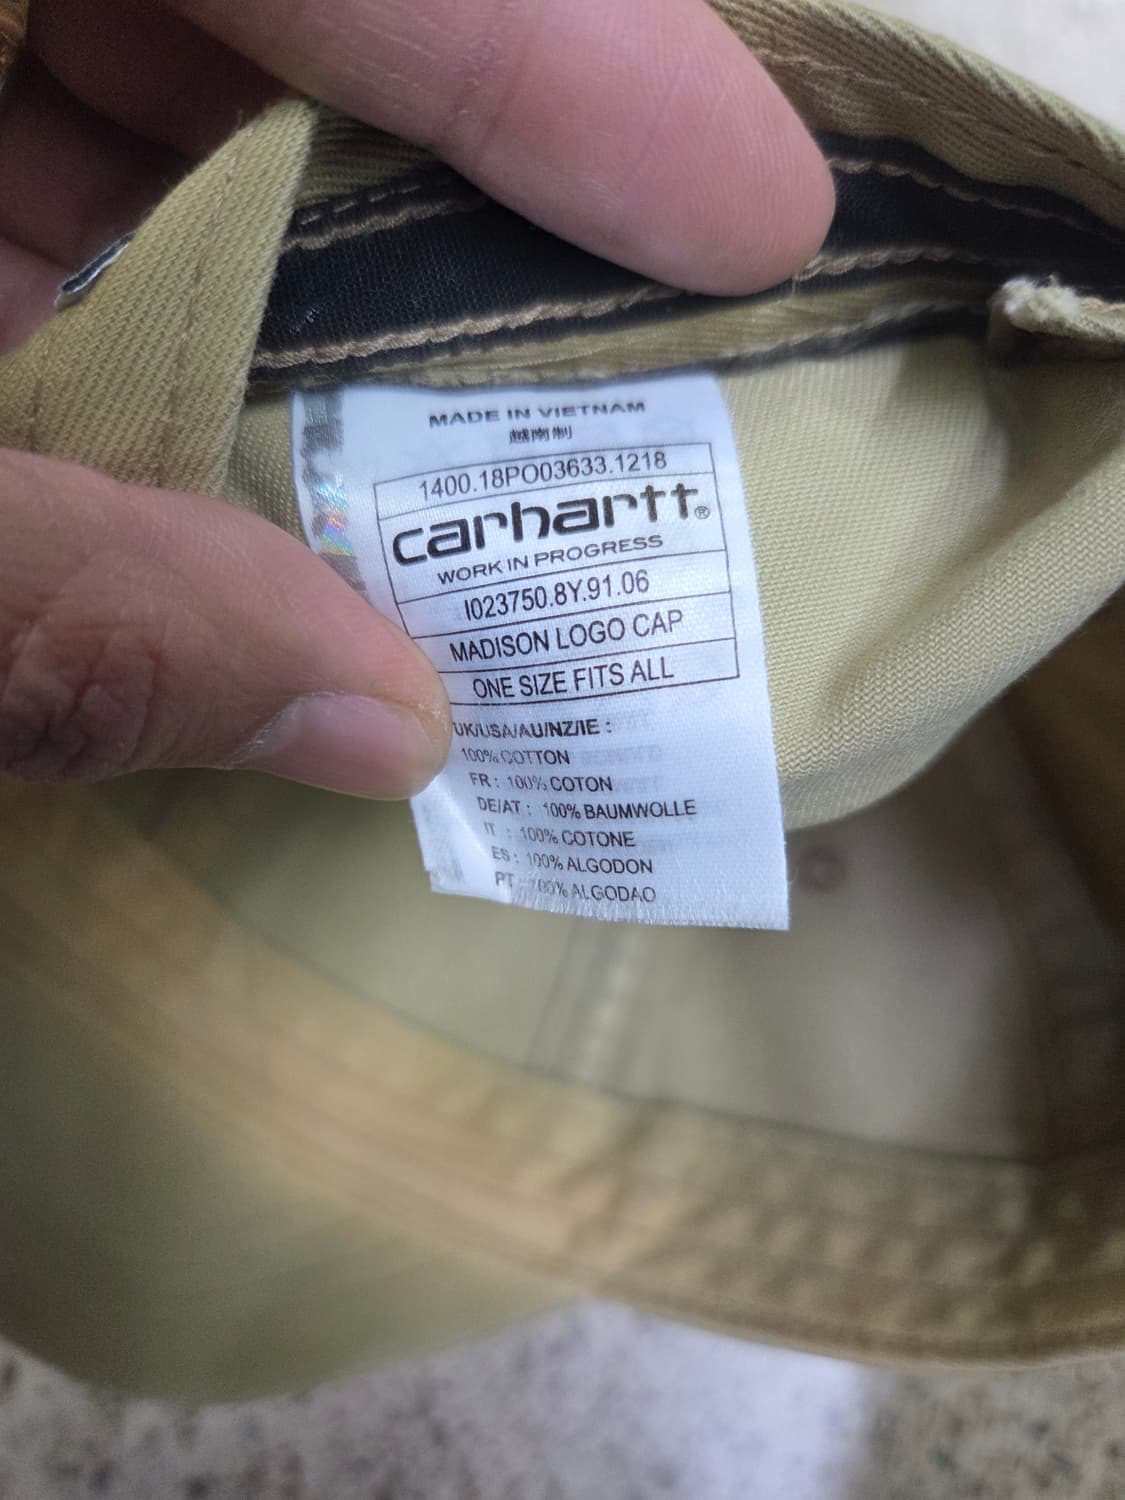 MADE IN VIETNAM
越南制
1400.18PO03633.1218
carhartt®
WORK IN PROGRESS
I023750.8Y.91.06
MADISON LOGO CAP
ONE SIZE FITS ALL
UK/USA/AU/NZ/IE :
100% COTTON
FR : 100% COTON
DE/AT : 100% BAUMWOLLE
IT : 100% COTONE
ES : 100% ALGODON
PT : 100% ALGODAO